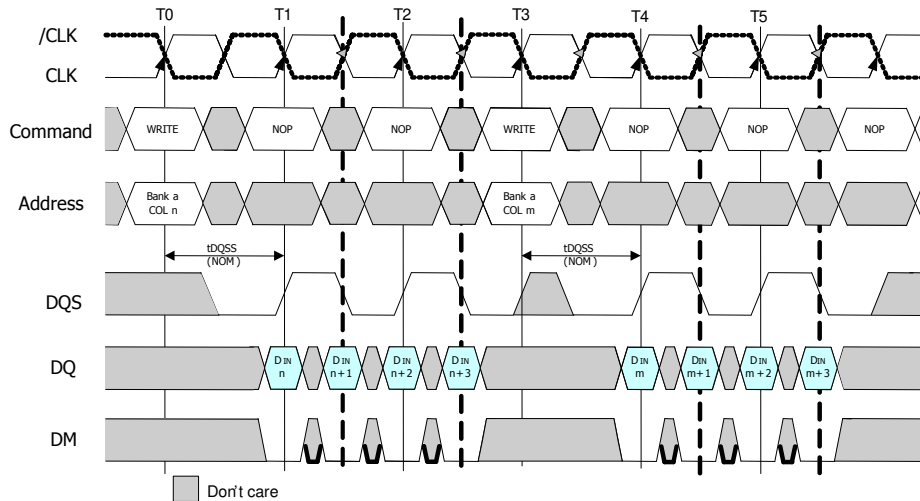 T0 T1 T2 T3 T4 T5
/CLK
CLK
Command WRITE NOP NOP WRITE NOP NOP NOP
Address Bank a COL n Bank a COL m
tDQSS (NOM) tDQSS (NOM)
DQS
DQ DIN n DIN n+1 DIN n+2 DIN n+3 DIN m DIN m+1 DIN m+2 DIN m+3
DM
Don't care